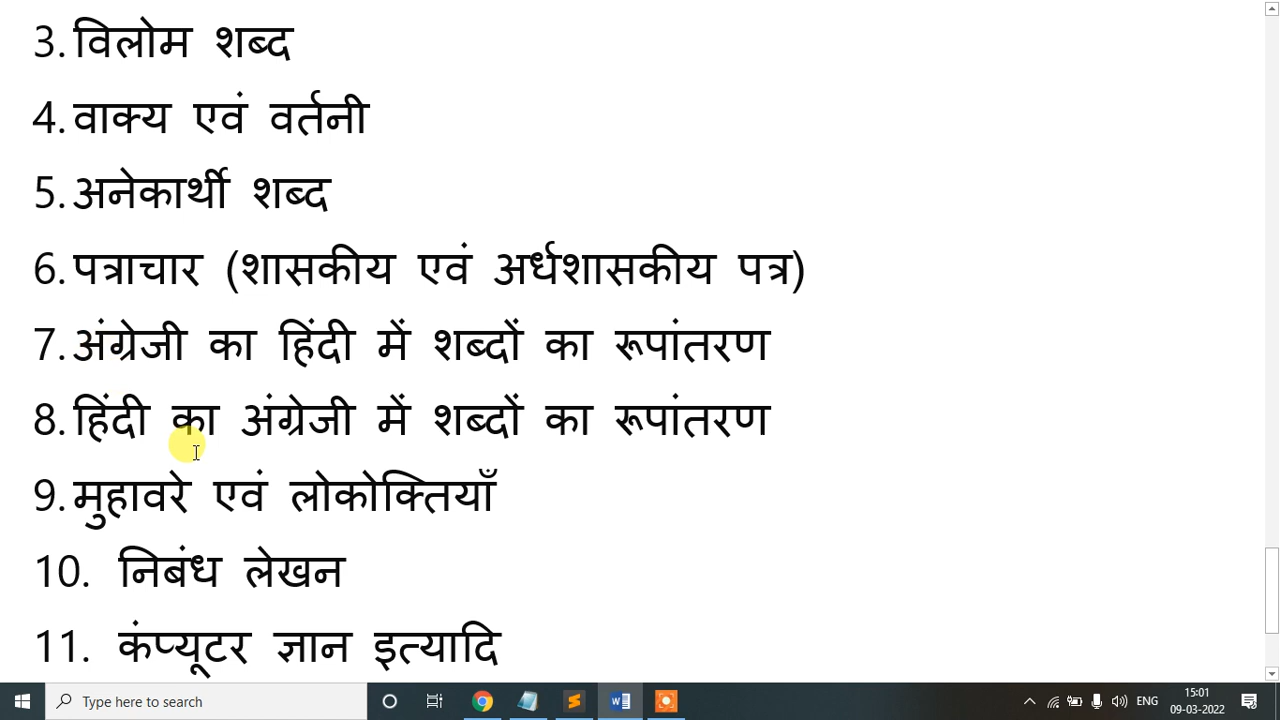 3. विलोम शब्द
4. वाक्य एवं वर्तनी
5. अनेकार्थी शब्द
6. पत्राचार (शासकीय एवं अर्धशासकीय पत्र)
7. अंग्रेजी का हिंदी में शब्दों का रूपांतरण
8. हिंदी का अंग्रेजी में शब्दों का रूपांतरण
9. मुहावरे एवं लोकोक्तियाँ
10. निबंध लेखन
11. कंप्यूटर ज्ञान इत्यादि
Type here to search
ENG
15:01
09-03-2022